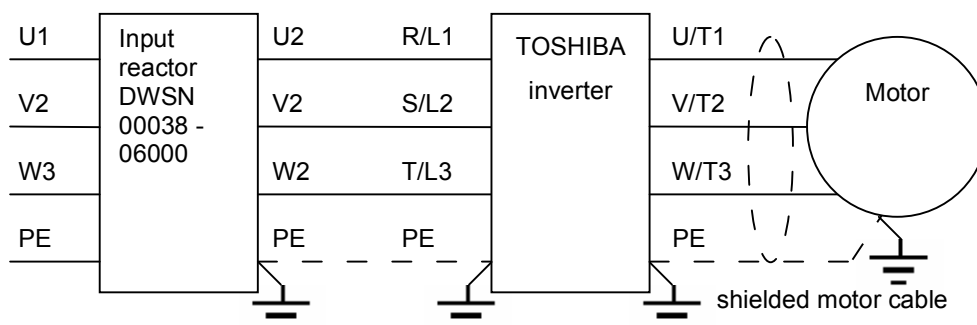 U1
Input
reactor
DWSN
00038 -
06000
U2
R/L1
TOSHIBA
inverter
U/T1
Motor
V2
V2
S/L2
V/T2
W3
W2
T/L3
W/T3
PE
PE
PE
PE
shielded motor cable